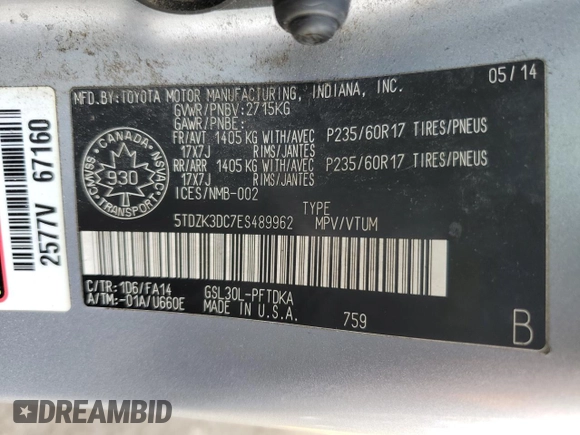 MFD.BY:TOYOTA MOTOR MANUFACTURING, INDIANA, INC. 05/14
GVWR/PNBV:2715KG
GAWR/PNBE:
FR/AVT 1405 KG WITH/AVEC P235/60R17 TIRES/PNEUS
17X7J RIMS/JANTES
RR/ARR 1405 KG WITH/AVEC P235/60R17 TIRES/PNEUS
17X7J RIMS/JANTES
ICES/NMB-002
CANADA
CMVSS NSVAC
930
TRANSPORT
TYPE
5TDZK3DC7ES489962 MPV/VTUM
C/TR:1D6/FA14 GSL30L-PFTDKA
A/TM:-01A/U660E MADE IN U.S.A.
759
B
2577V 67160
DREAMBID